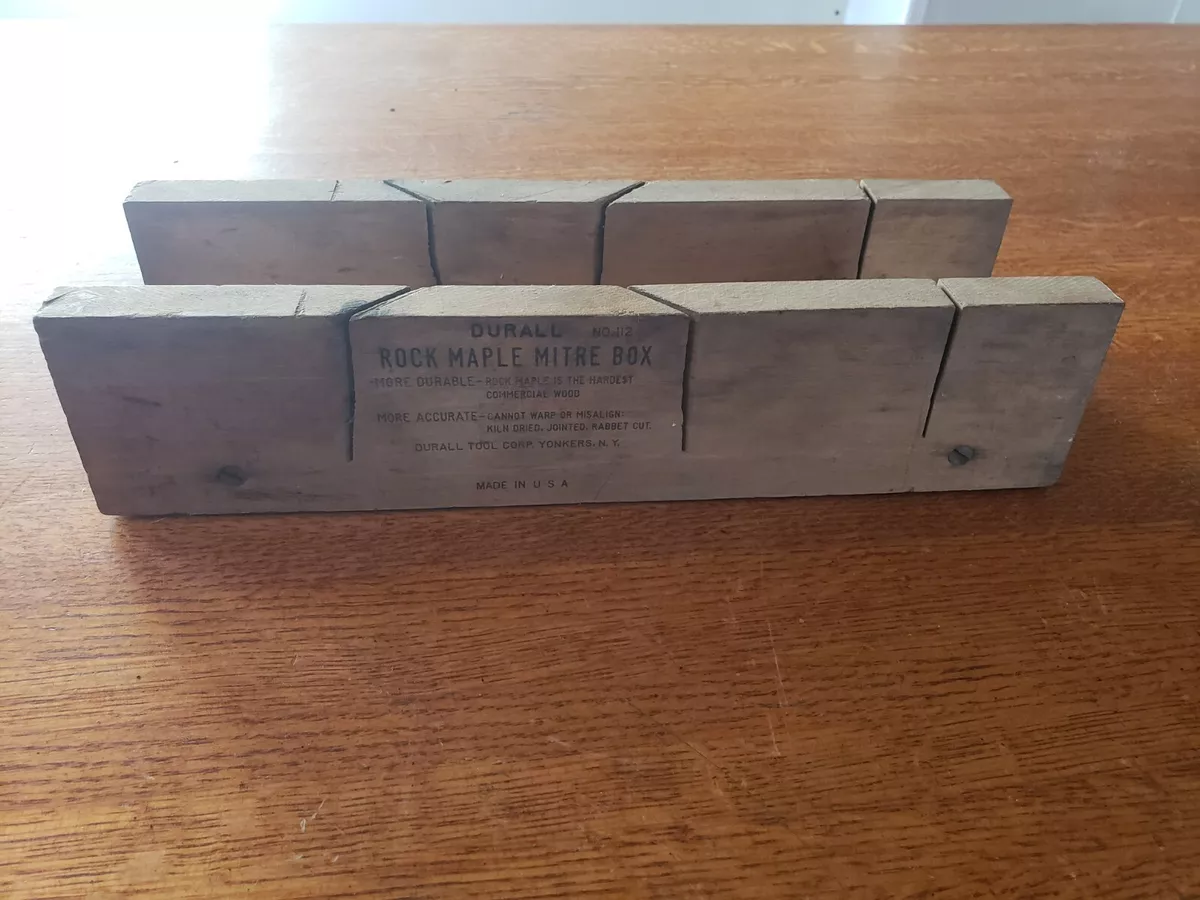 DURALL NO. 112
ROCK MAPLE MITRE BOX
MORE DURABLE - ROCK MAPLE IS THE HARDEST
COMMERCIAL WOOD
MORE ACCURATE - CANNOT WARP OR MISALIGN:
KILN DRIED, JOINTED, RABBET CUT.
DURALL TOOL CORP. YONKERS, N. Y.
MADE IN U S A